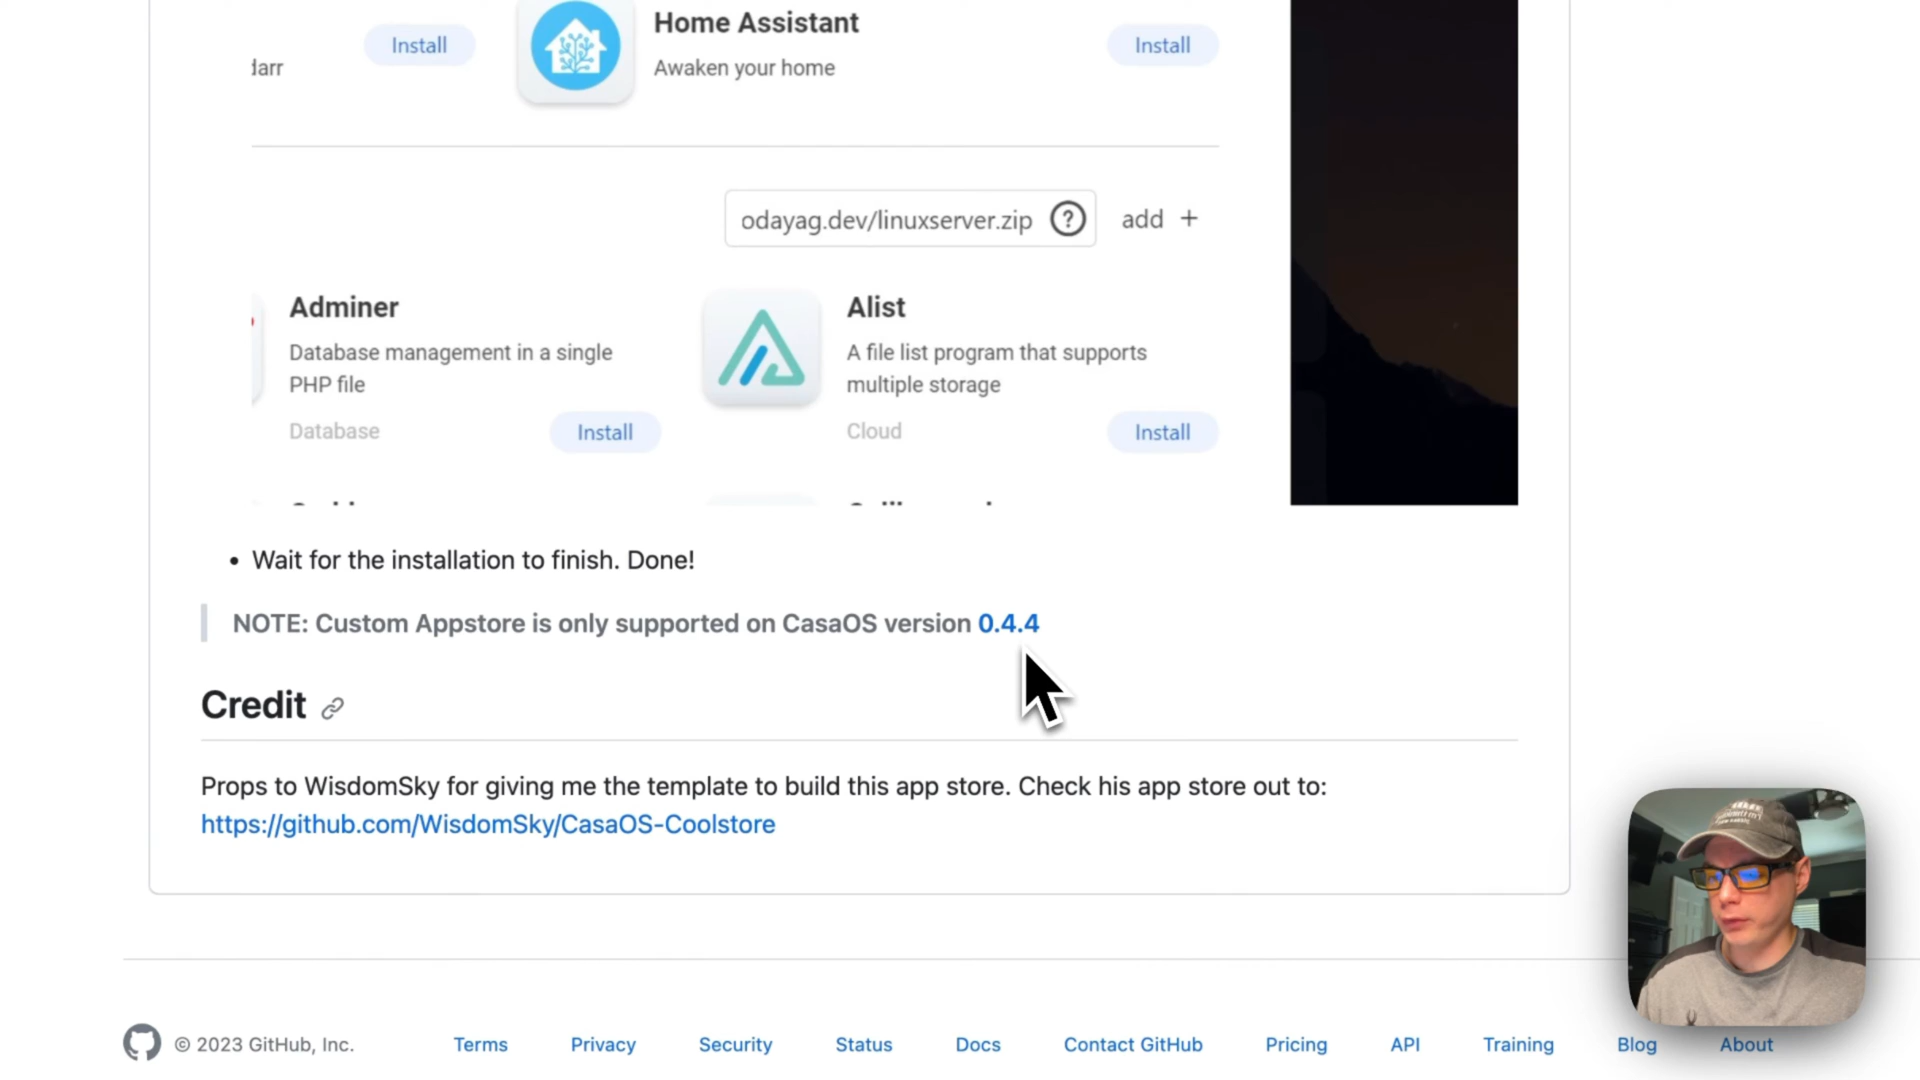 Home Assistant
Install
Install
darr
Awaken your home
odayag.dev/linuxserver.zip
add +
Adminer
Alist
Database management in a single
PHP file
A file list program that supports
multiple storage
Database
Install
Cloud
Install
• Wait for the installation to finish. Done!
NOTE: Custom Appstore is only supported on CasaOS version 0.4.4
Credit
Props to WisdomSky for giving me the template to build this app store. Check his app store out to:
https://github.com/WisdomSky/CasaOS-Coolstore
© 2023 GitHub, Inc.
Terms
Privacy
Security
Status
Docs
Contact GitHub
Pricing
API
Training
Blog
About